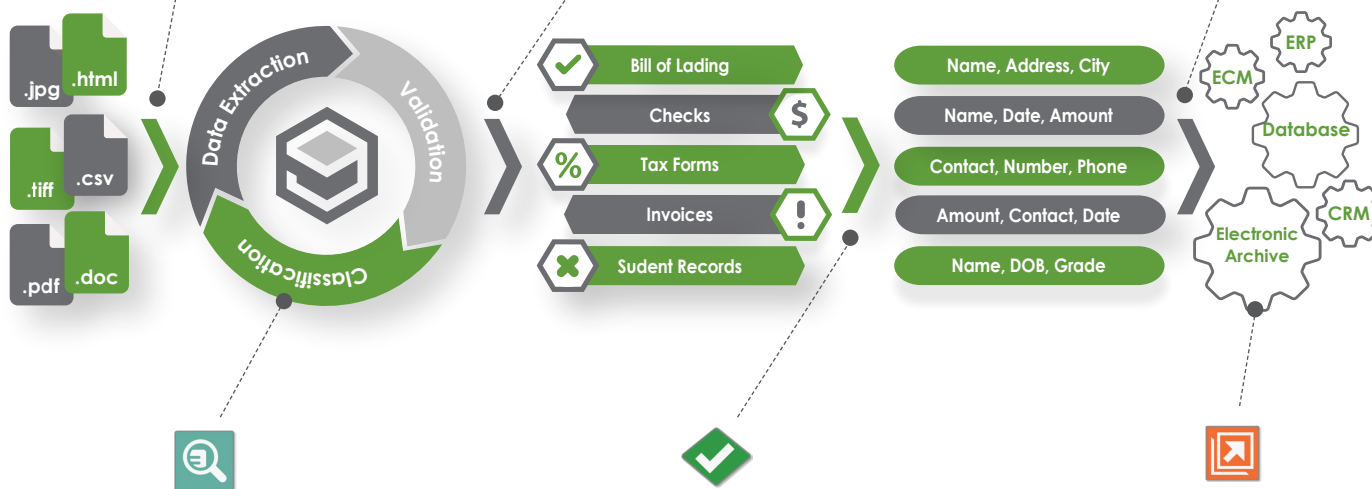 .jpg
.html
.tiff
.csv
.pdf
.doc
Data Extraction
Validation
Classification
Bill of Lading
Checks
$
%
Tax Forms
Invoices
!
Sudent Records
Name, Address, City
Name, Date, Amount
Contact, Number, Phone
Amount, Contact, Date
Name, DOB, Grade
ERP
ECM
Database
CRM
Electronic
Archive